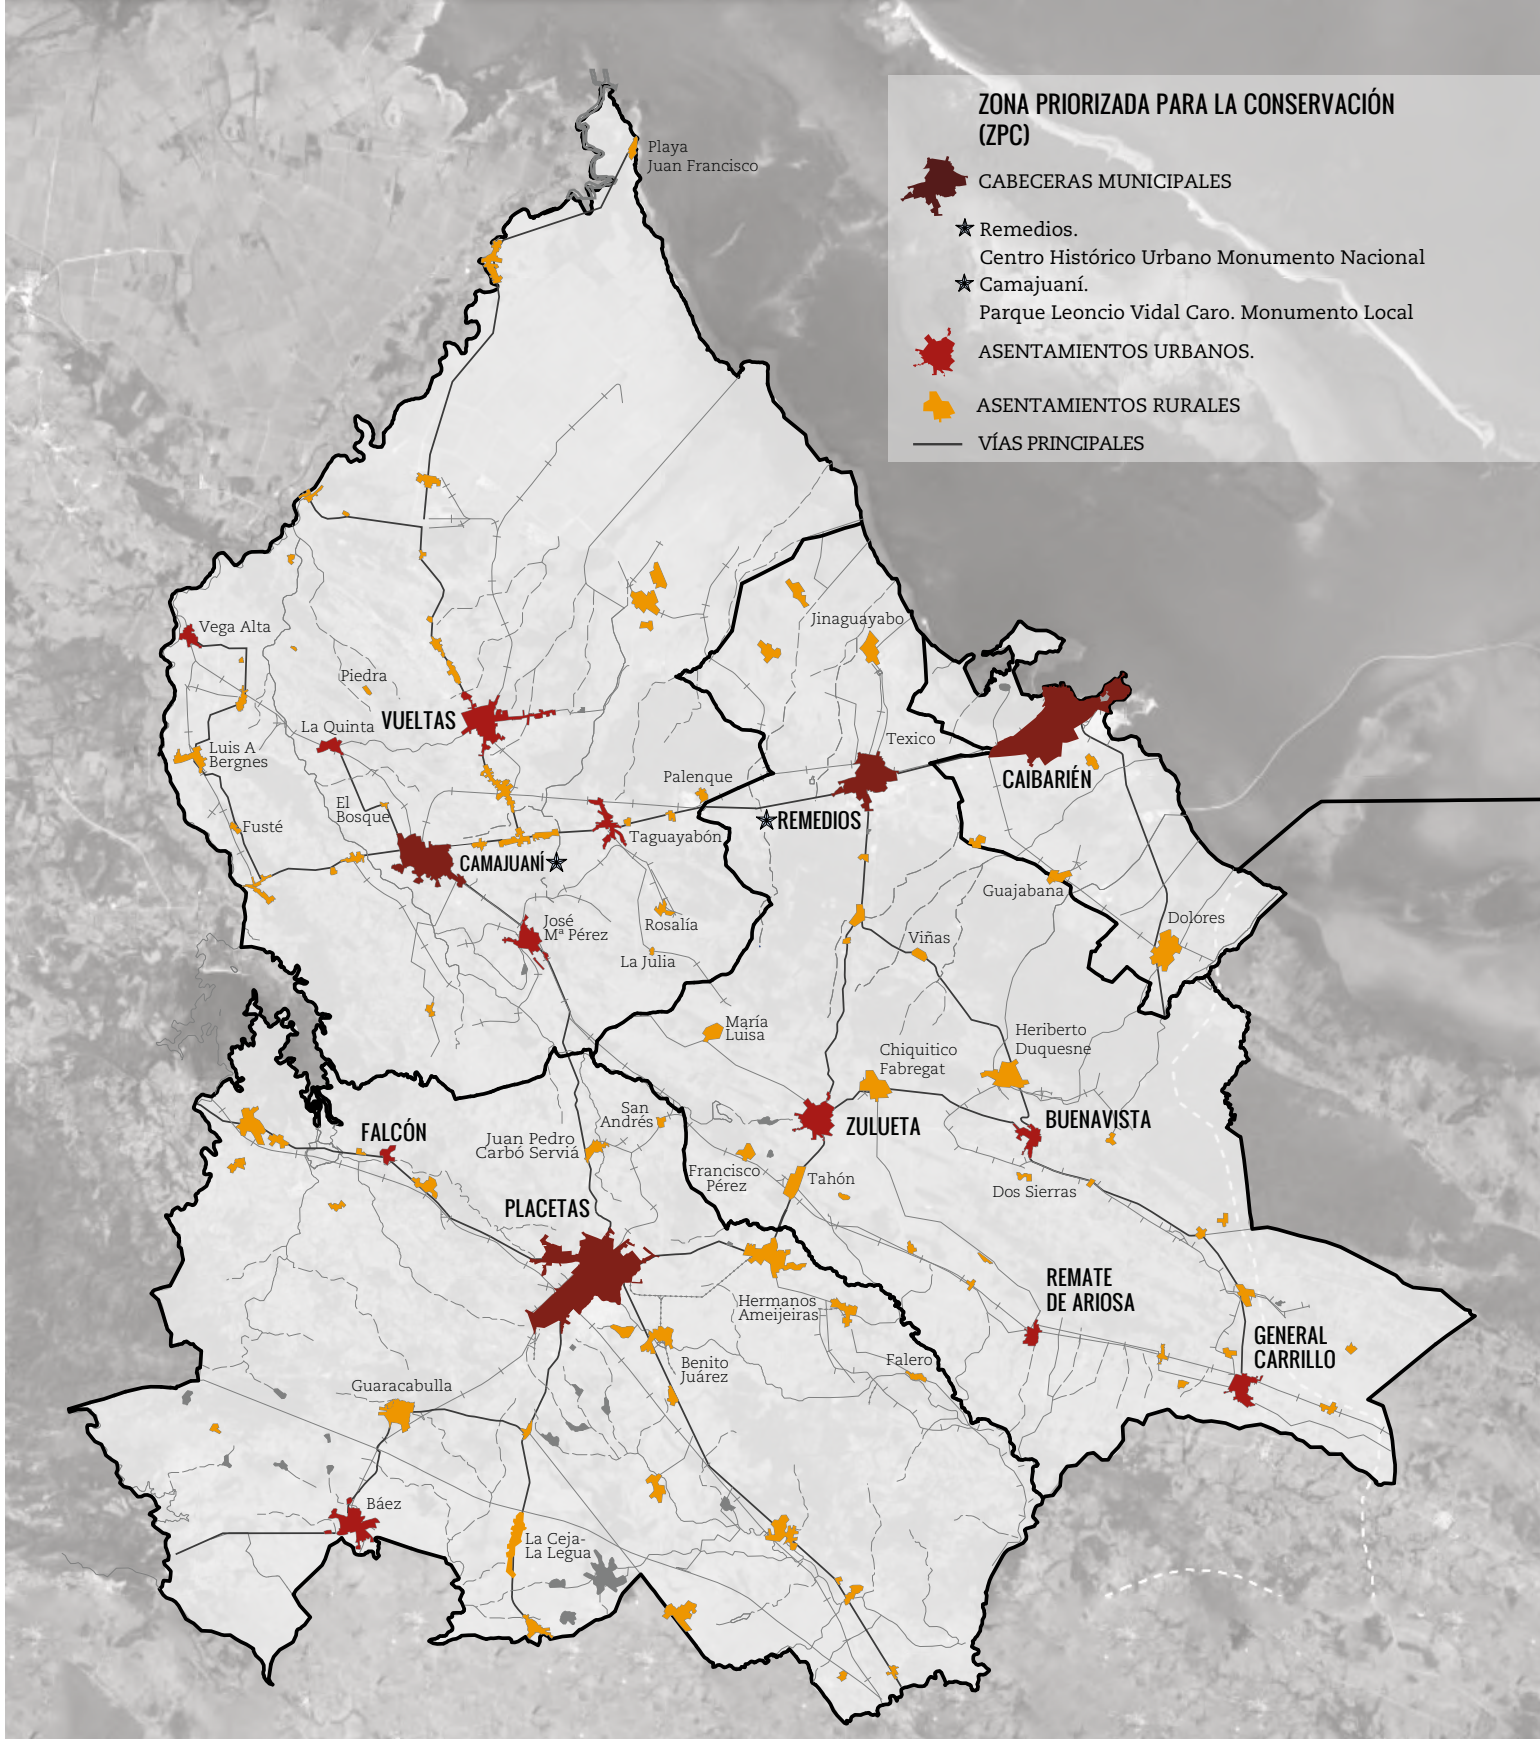 ZONA PRIORIZADA PARA LA CONSERVACIÓN
(ZPC)
CABECERAS MUNICIPALES
Remedios.
Centro Histórico Urbano Monumento Nacional
Camajuaní.
Parque Leoncio Vidal Caro. Monumento Local
ASENTAMIENTOS URBANOS.
ASENTAMIENTOS RURALES
VÍAS PRINCIPALES
Playa
Juan Francisco
Jinaguayabo
Vega Alta
Piedra
VUELTAS
La Quinta
Luis A
Bergnes
Texico
CAIBARIÉN
Palenque
El
Bosque
REMEDIOS
Fusté
Taguayabón
CAMAJUANÍ
Guajabana
Dolores
José
Mª Pérez
Rosalía
Viñas
La Julia
María
Luisa
Heriberto
Duquesne
Chiquitico
Fabregat
San
Andrés
FALCÓN
Juan Pedro
Carbó Serviá
ZULUETA
BUENAVISTA
Francisco
Pérez
Tahón
Dos Sierras
PLACETAS
REMATE
DE ARIOSA
Hermanos
Ameijeiras
GENERAL
CARRILLO
Falero
Benito
Juárez
Guaracabulla
Báez
La Ceja-
La Legua